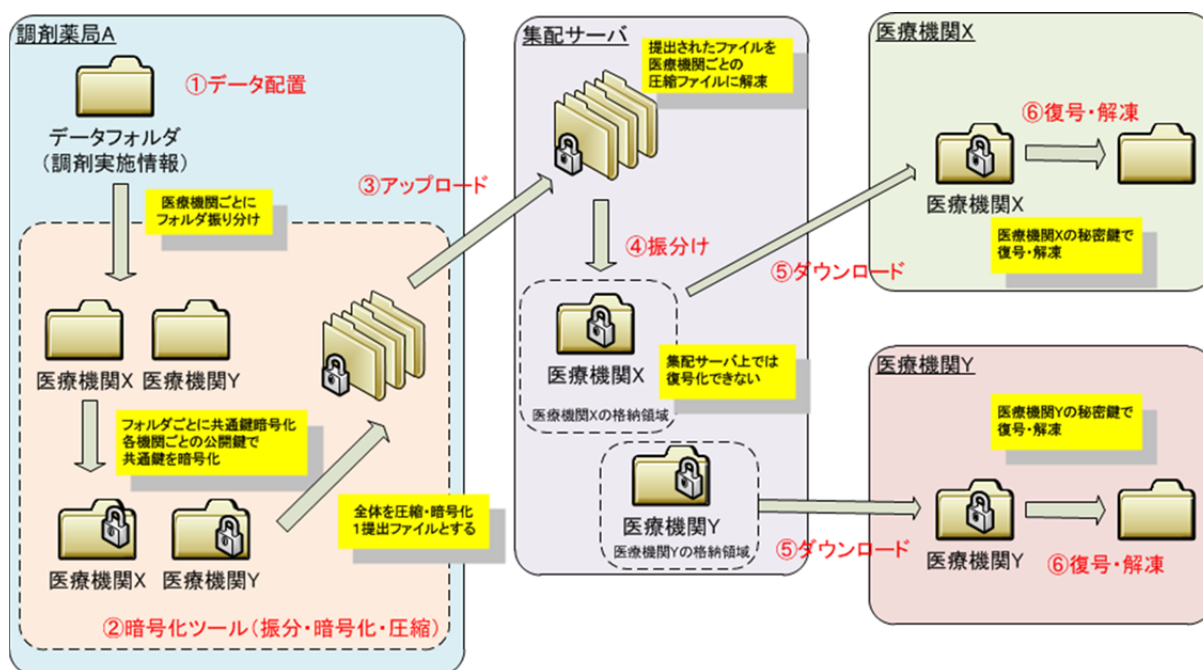 調剤薬局A
①データ配置
データフォルダ
（調剤実施情報）
医療機関ごとに
フォルダ振り分け
医療機関X
医療機関Y
フォルダごとに共通鍵暗号化
各機関ごとの公開鍵で
共通鍵を暗号化
医療機関X
医療機関Y
全体を圧縮・暗号化
1提出ファイルとする
②暗号化ツール（振分・暗号化・圧縮）
③アップロード
集配サーバ
提出されたファイルを
医療機関ごとの
圧縮ファイルに解凍
④振分け
医療機関X
医療機関Xの格納領域
集配サーバ上では
復号化できない
医療機関Y
医療機関Yの格納領域
⑤ダウンロード
⑤ダウンロード
医療機関X
⑥復号・解凍
医療機関X
医療機関Xの秘密鍵で
復号・解凍
医療機関Y
医療機関Yの秘密鍵で
復号・解凍
医療機関Y
⑥復号・解凍